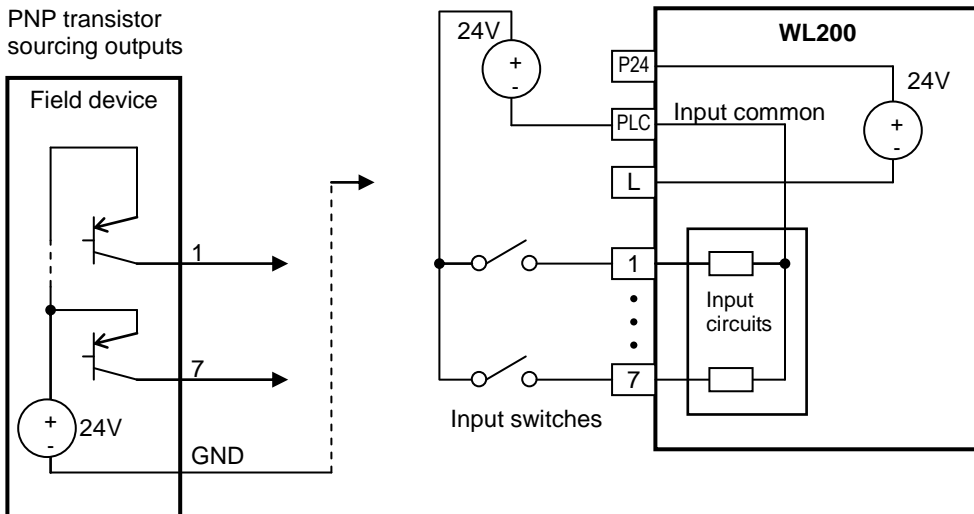 PNP transistor
sourcing outputs
Field device
1
7
+
-
24V
GND
24V
+
-
WL200
P24
PLC
L
Input common
24V
+
-
1
7
Input
circuits
Input switches